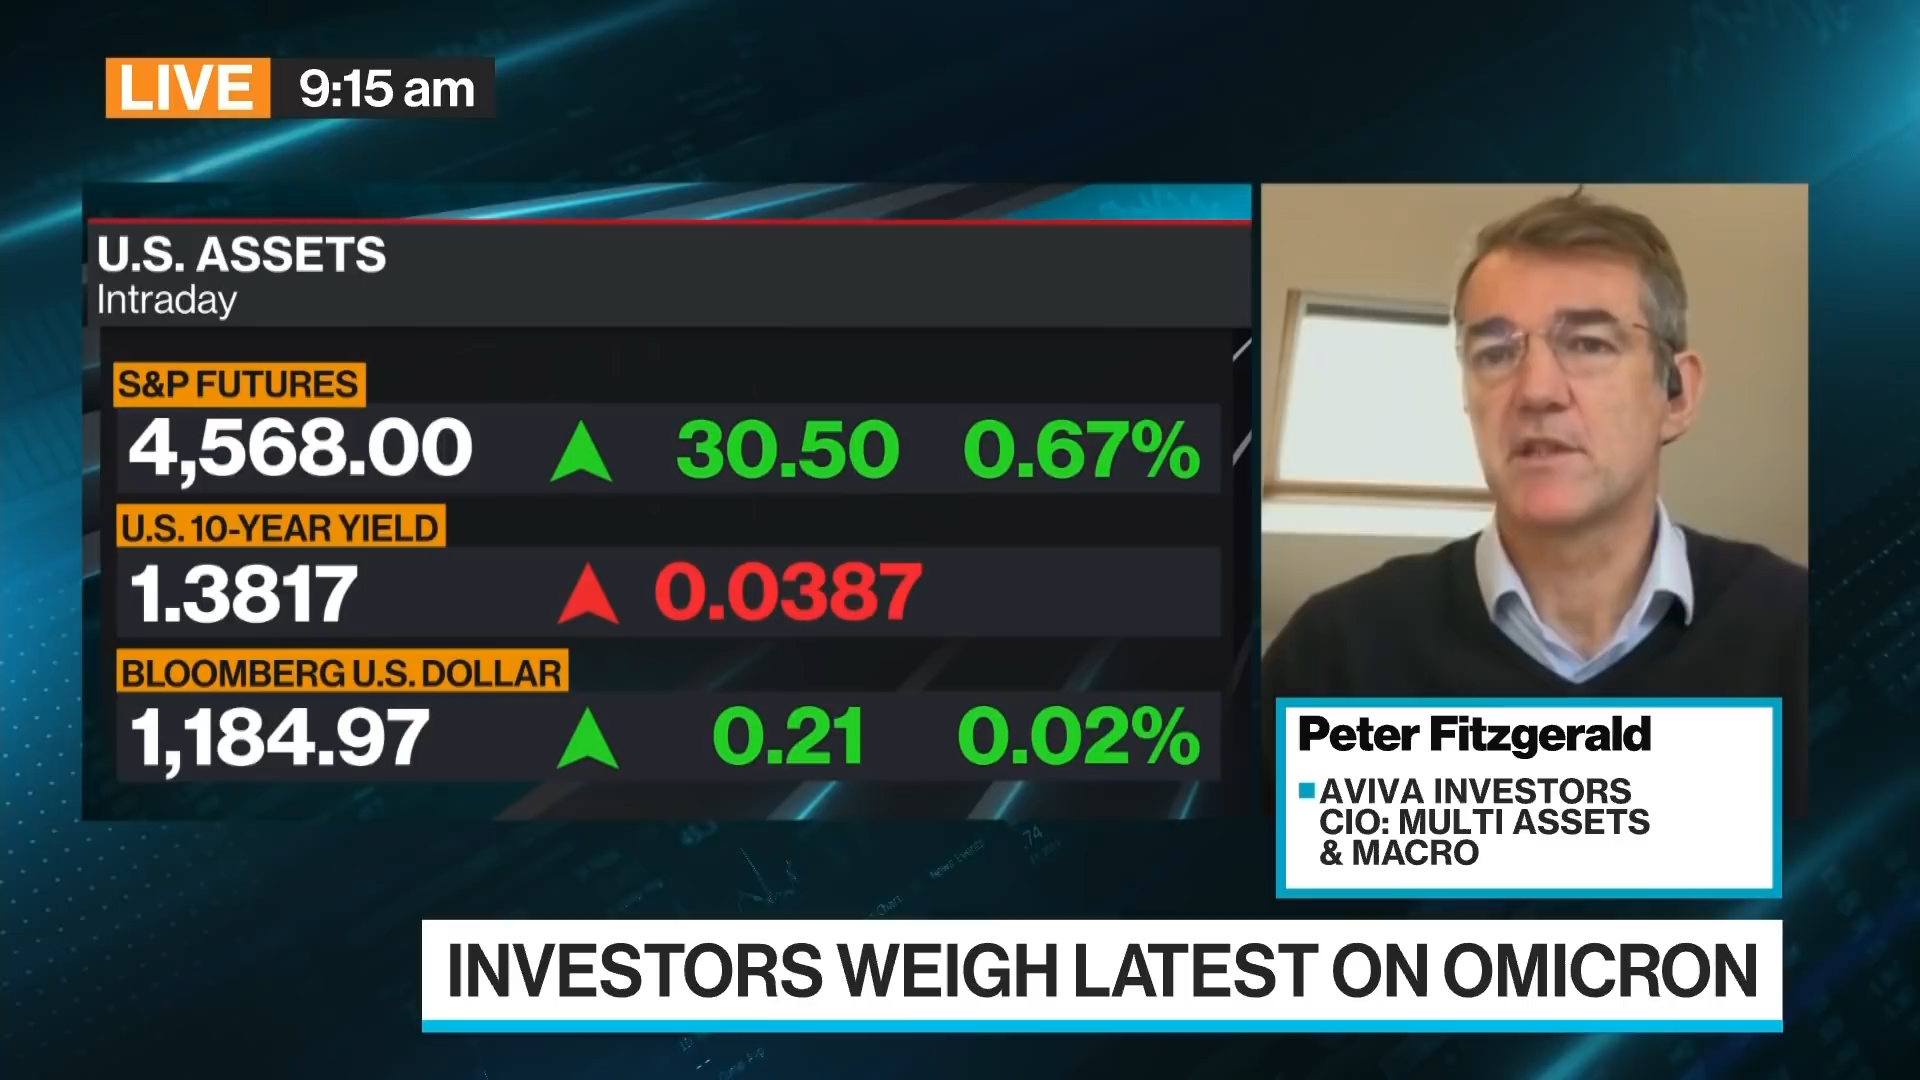 LIVE 9:15 am
U.S. ASSETS
Intraday
S&P FUTURES
4,568.00 ▲ 30.50 0.67%
U.S. 10-YEAR YIELD
1.3817 ▲ 0.0387
BLOOMBERG U.S. DOLLAR
1,184.97 ▲ 0.21 0.02%
Peter Fitzgerald
AVIVA INVESTORS
CIO: MULTI ASSETS
& MACRO
INVESTORS WEIGH LATEST ON OMICRON